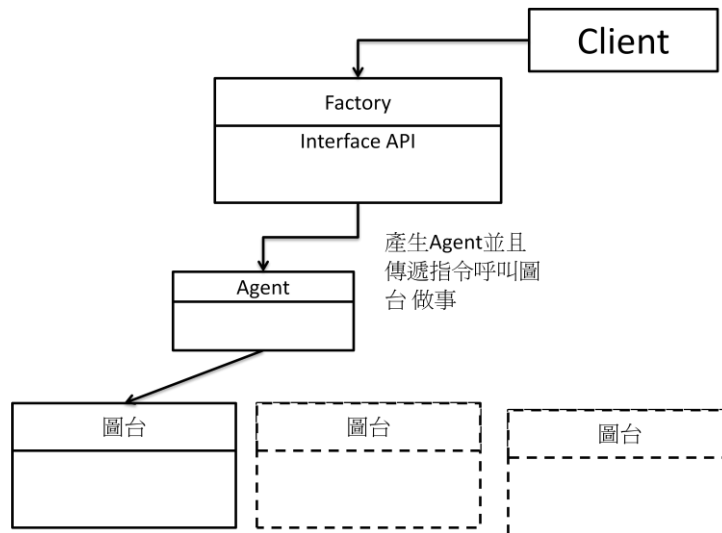 Client
Factory
Interface API
產生Agent並且
傳遞指令呼叫圖
台 做事
Agent
圖台
圖台
圖台